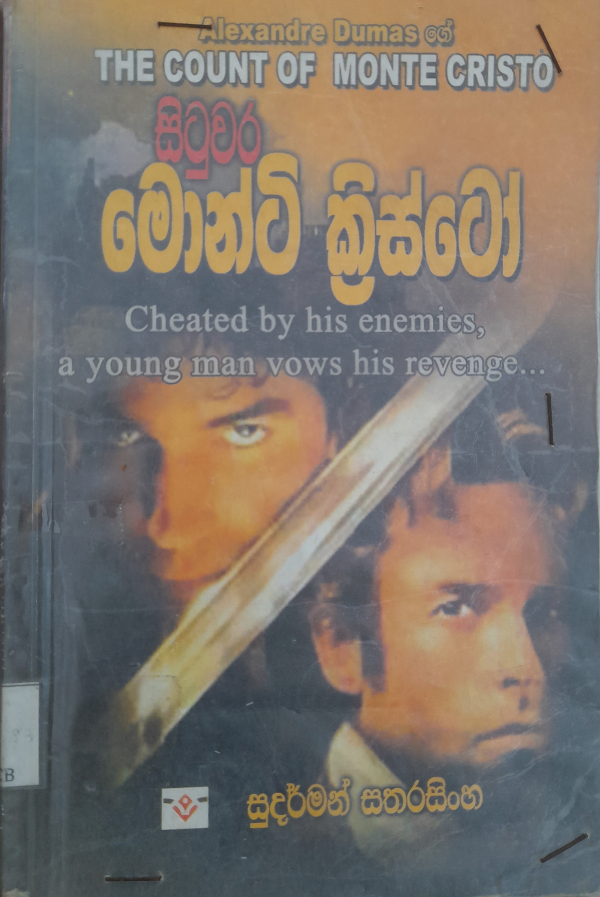 Alexandre Dumas ගේ
THE COUNT OF MONTE CRISTO
සිටුවර
මොන්ටි ක්‍රිස්ටෝ
Cheated by his enemies,
a young man vows his revenge...
සුදර්මන් සතරසිංහ